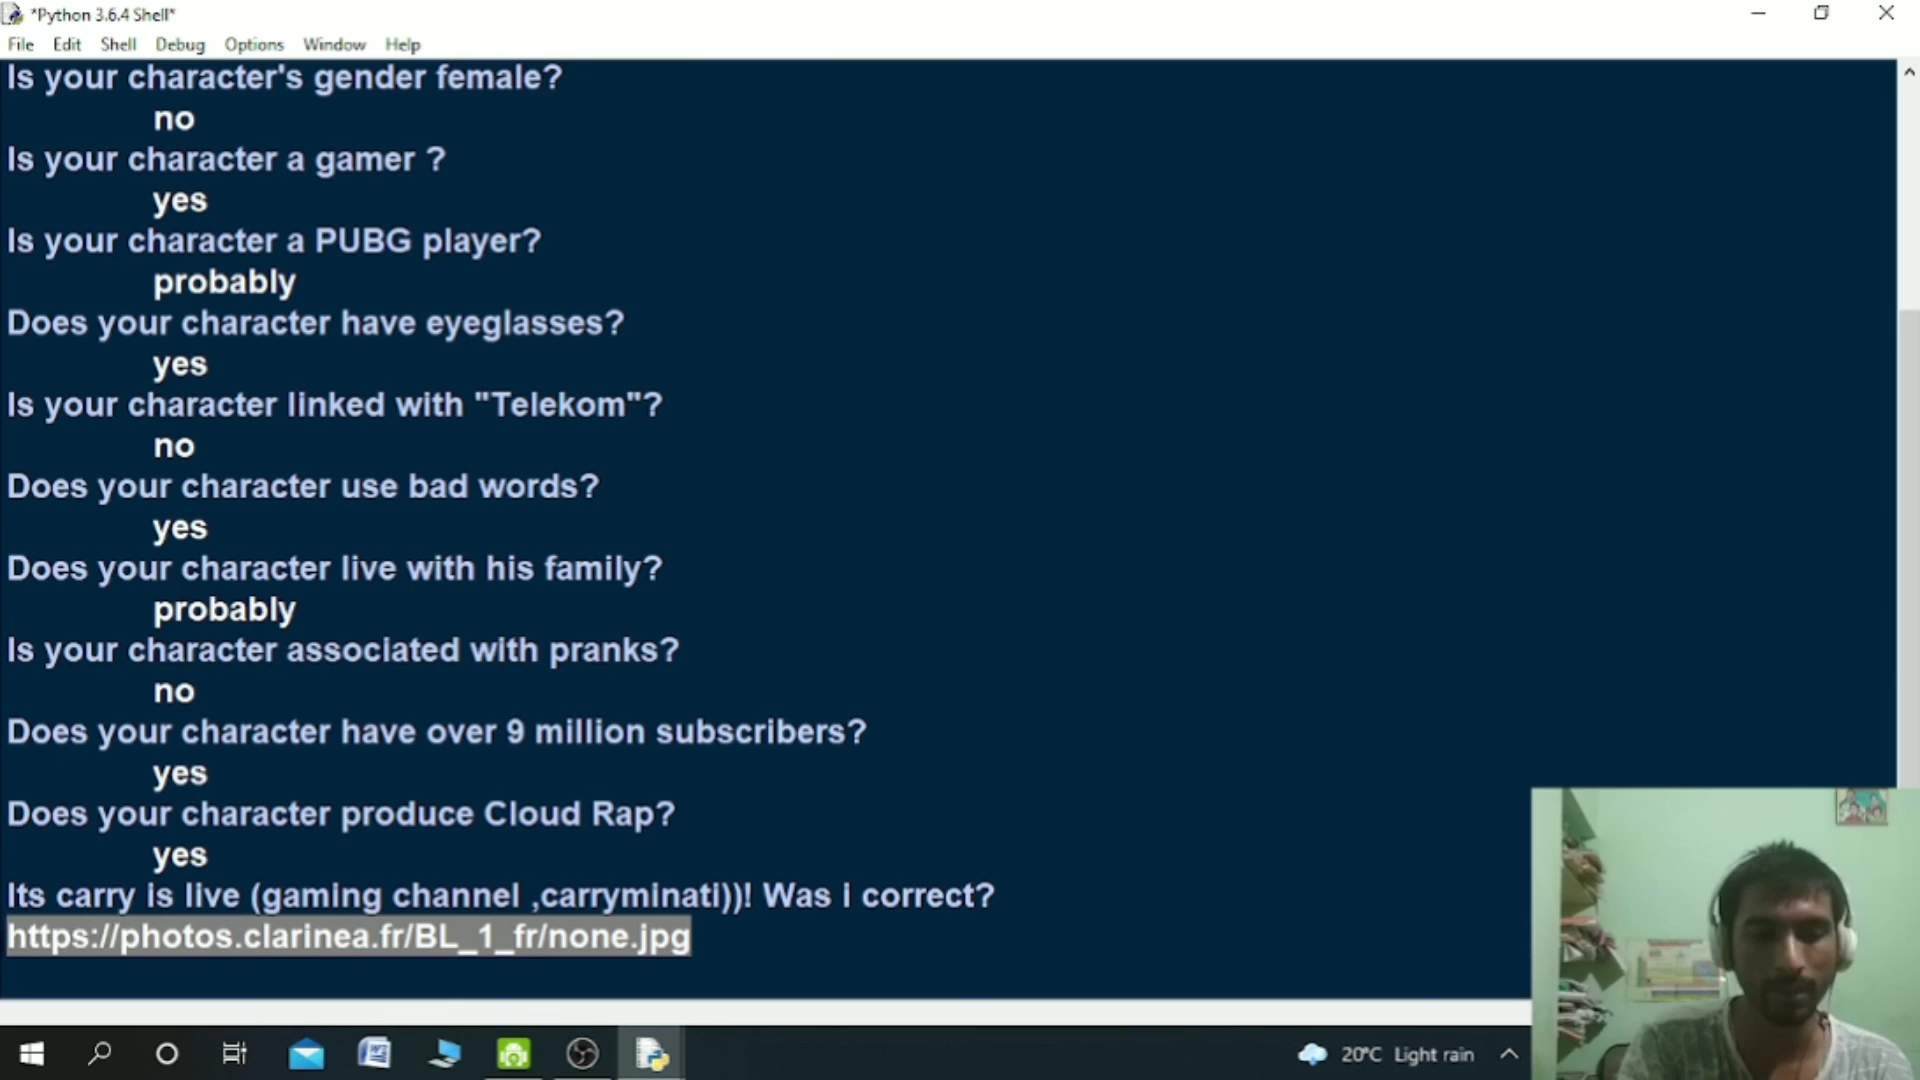 *Python 3.6.4 Shell*
File Edit Shell Debug Options Window Help
Is your character's gender female?
no
Is your character a gamer ?
yes
Is your character a PUBG player?
probably
Does your character have eyeglasses?
yes
Is your character linked with "Telekom"?
no
Does your character use bad words?
yes
Does your character live with his family?
probably
Is your character associated with pranks?
no
Does your character have over 9 million subscribers?
yes
Does your character produce Cloud Rap?
yes
Its carry is live (gaming channel ,carryminati))! Was i correct?
https://photos.clarinea.fr/BL_1_fr/none.jpg
20°C Light rain